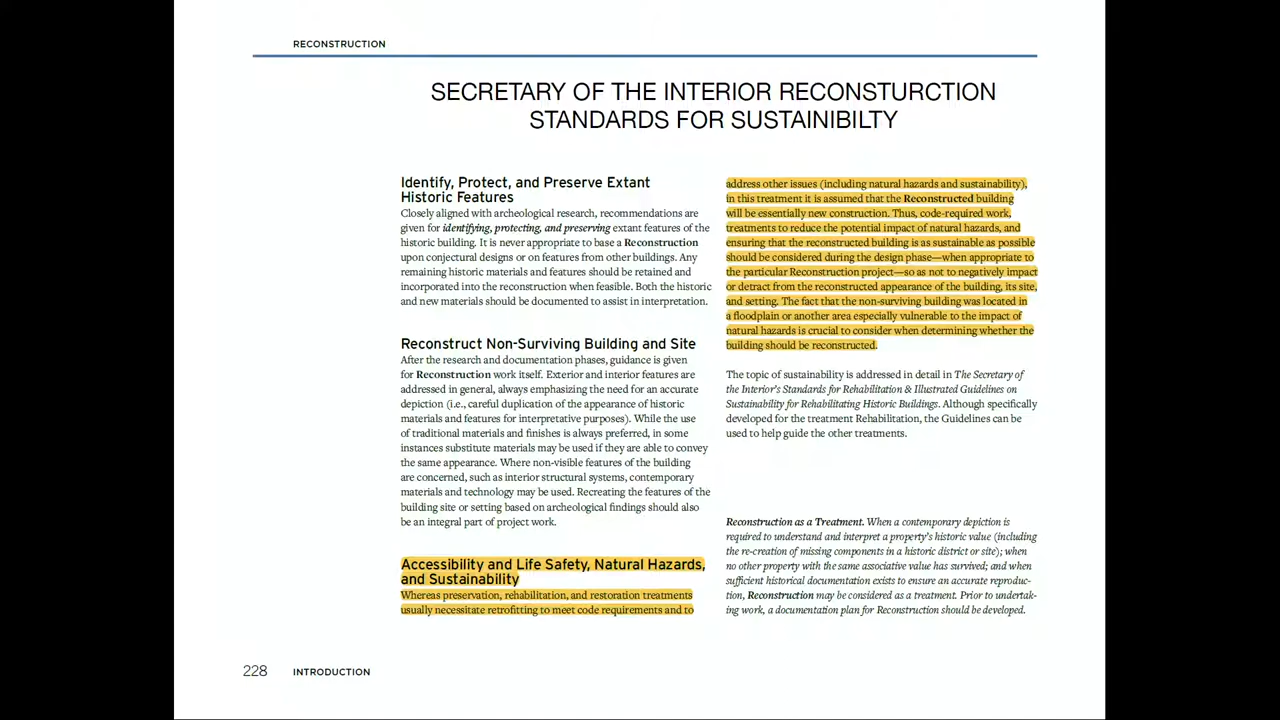 RECONSTRUCTION
SECRETARY OF THE INTERIOR RECONSTURCTION
STANDARDS FOR SUSTAINIBILTY
Identify, Protect, and Preserve Extant
Historic Features
Closely aligned with archeological research, recommendations are
given for identifying, protecting, and preserving extant features of the
historic building. It is never appropriate to base a Reconstruction
upon conjectural designs or on features from other buildings. Any
remaining historic materials and features should be retained and
incorporated into the reconstruction when feasible. Both the historic
and new materials should be documented to assist in interpretation.
Reconstruct Non-Surviving Building and Site
After the research and documentation phases, guidance is given
for Reconstruction work itself. Exterior and interior features are
addressed in general, always emphasizing the need for an accurate
depiction (i.e., careful duplication of the appearance of historic
materials and features for interpretative purposes). While the use
of traditional materials and finishes is always preferred, in some
instances substitute materials may be used if they are able to convey
the same appearance. Where non-visible features of the building
are concerned, such as interior structural systems, contemporary
materials and technology may be used. Recreating the features of the
building site or setting based on archeological findings should also
be an integral part of project work.
Accessibility and Life Safety, Natural Hazards,
and Sustainability
Whereas preservation, rehabilitation, and restoration treatments
usually necessitate retrofitting to meet code requirements and to
address other issues (including natural hazards and sustainability),
in this treatment it is assumed that the Reconstructed building
will be essentially new construction. Thus, code-required work,
treatments to reduce the potential impact of natural hazards, and
ensuring that the reconstructed building is as sustainable as possible
should be considered during the design phase—when appropriate to
the particular Reconstruction project—so as not to negatively impact
or detract from the reconstructed appearance of the building, its site,
and setting. The fact that the non-surviving building was located in
a floodplain or another area especially vulnerable to the impact of
natural hazards is crucial to consider when determining whether the
building should be reconstructed.
The topic of sustainability is addressed in detail in The Secretary of
the Interior's Standards for Rehabilitation & Illustrated Guidelines on
Sustainability for Rehabilitating Historic Buildings. Although specifically
developed for the treatment Rehabilitation, the Guidelines can be
used to help guide the other treatments.
Reconstruction as a Treatment. When a contemporary depiction is
required to understand and interpret a property's historic value (including
the re-creation of missing components in a historic district or site); when
no other property with the same associative value has survived; and when
sufficient historical documentation exists to ensure an accurate reproduc-
tion, Reconstruction may be considered as a treatment. Prior to undertak-
ing work, a documentation plan for Reconstruction should be developed.
228 INTRODUCTION